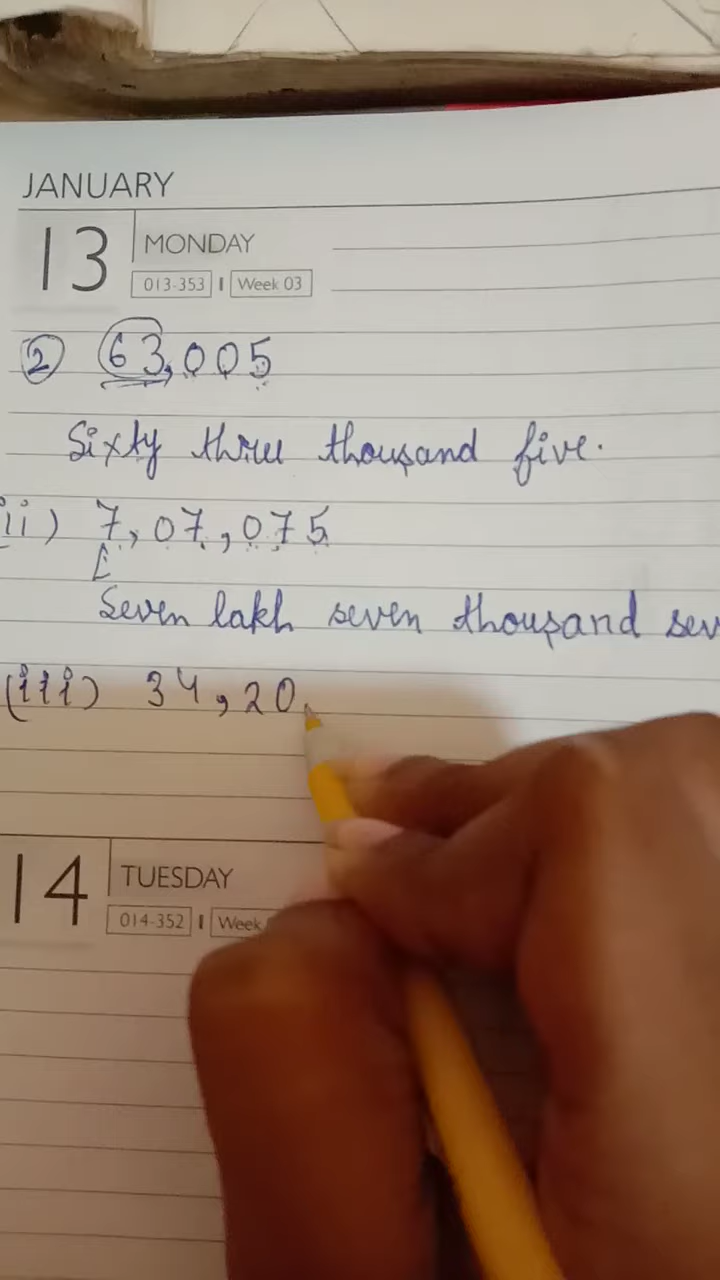 JANUARY
13 MONDAY
013-353 | Week 03
2 63,005
Sixty three thousand five.
ii) 7,07,075
Seven lakh seven thousand sev
(iii) 34,20
14 TUESDAY
014-352 | Week